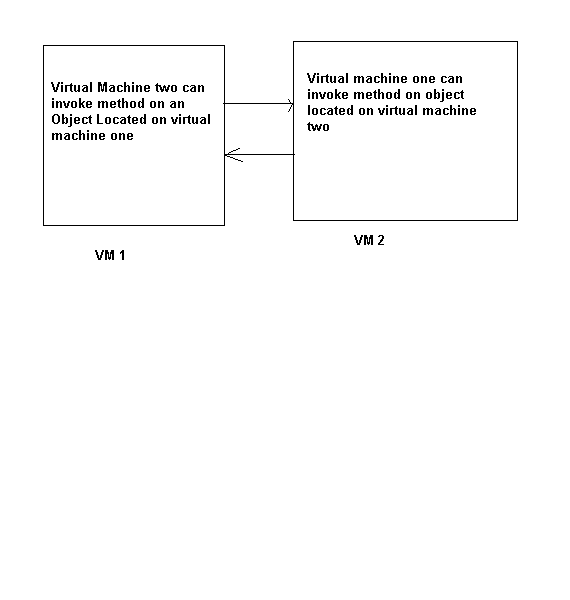 Virtual Machine two can
invoke method on an
Object Located on virtual
machine one
Virtual machine one can
invoke method on object
located on virtual machine
two
VM 1
VM 2